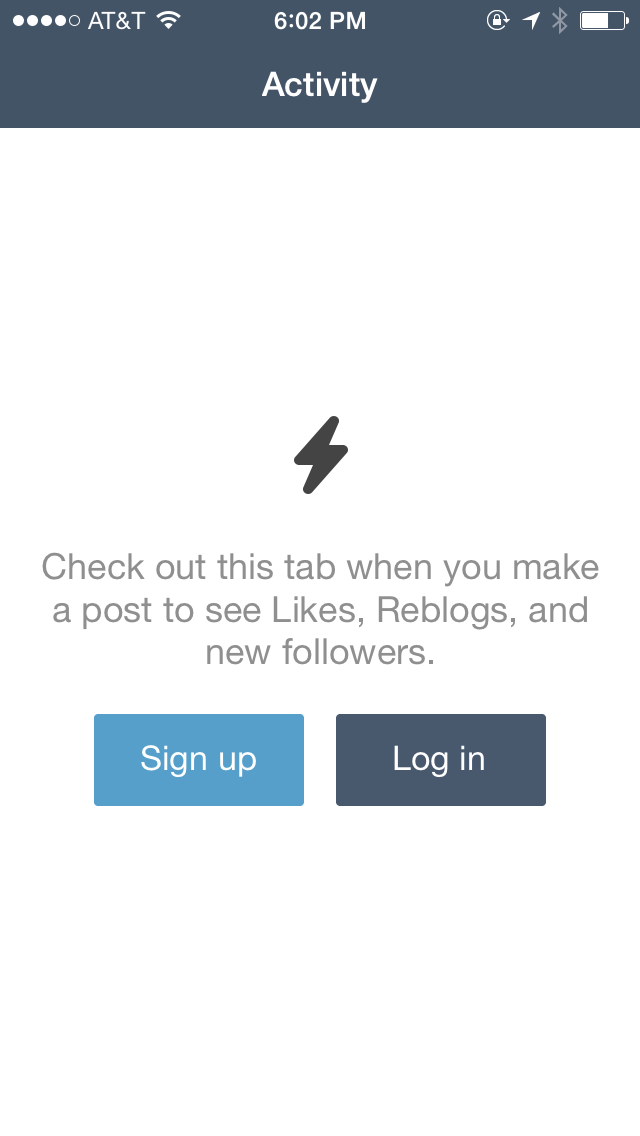 AT&T 6:02 PM
Activity
Check out this tab when you make
a post to see Likes, Reblogs, and
new followers.
Sign up Log in